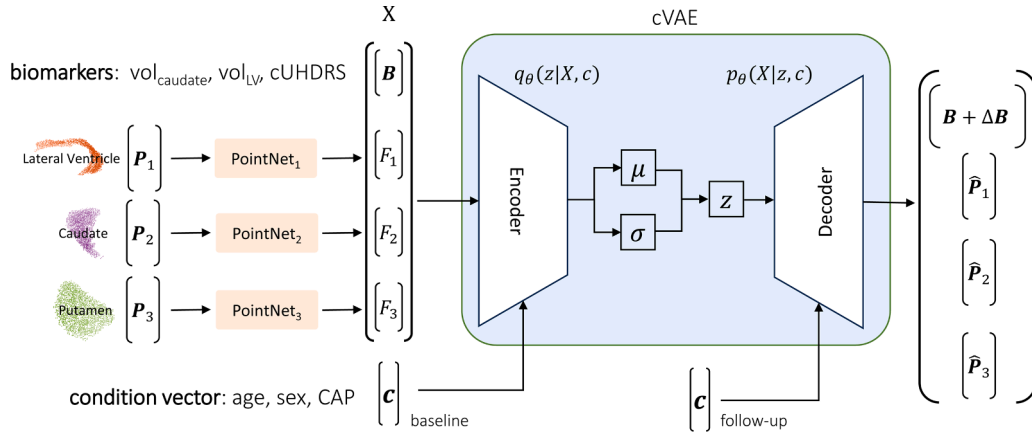 X
cVAE
biomarkers: vol_caudate, vol_LV, cUHDRS
[B]
q_θ(z|X, c)
p_θ(X|z, c)
[B + ΔB]
Lateral Ventricle
[P_1]
PointNet_1
[F_1]
Encoder
μ
σ
z
Decoder
[P̂_1]
Caudate
[P_2]
PointNet_2
[F_2]
[P̂_2]
Putamen
[P_3]
PointNet_3
[F_3]
[P̂_3]
condition vector: age, sex, CAP
[c] baseline
[c] follow-up